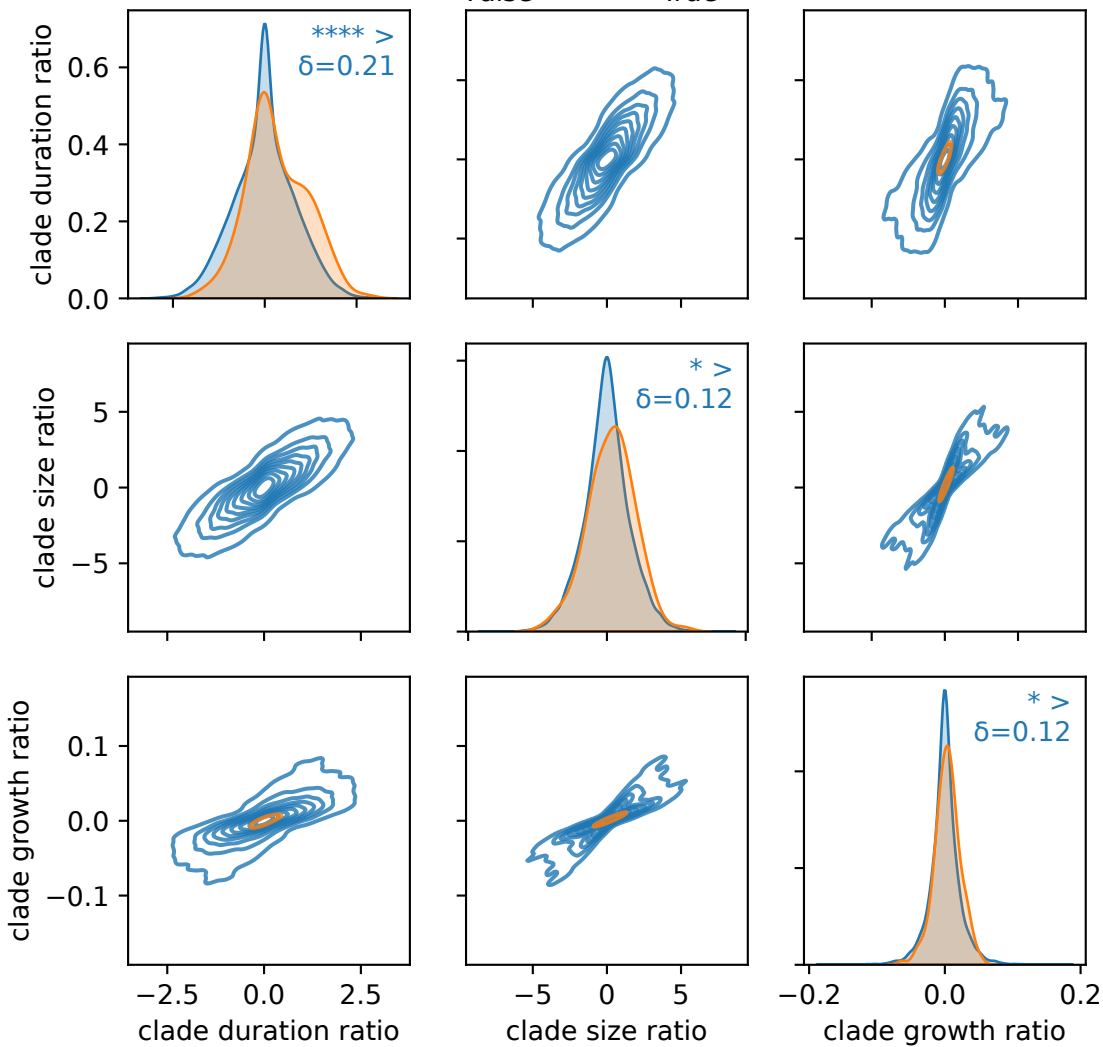 clade duration ratio
0.6
0.4
0.2
0.0
**** >
δ=0.21
clade size ratio
5
0
−5
* >
δ=0.12
clade growth ratio
0.1
0.0
−0.1
* >
δ=0.12
−2.5 0.0 2.5
clade duration ratio
−5 0 5
clade size ratio
−0.2 0.0 0.2
clade growth ratio